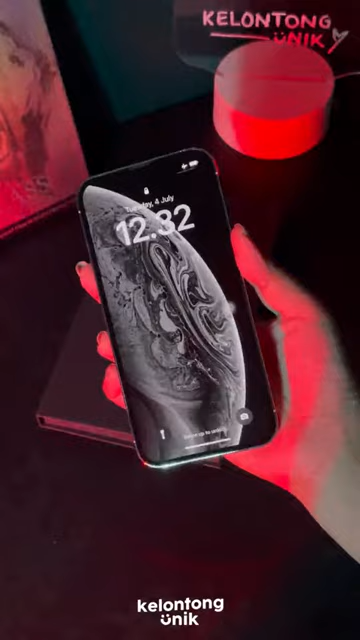 KELONTONG
ÜNIK
Tuesday, 4 July
12.32
kelontong
ünik